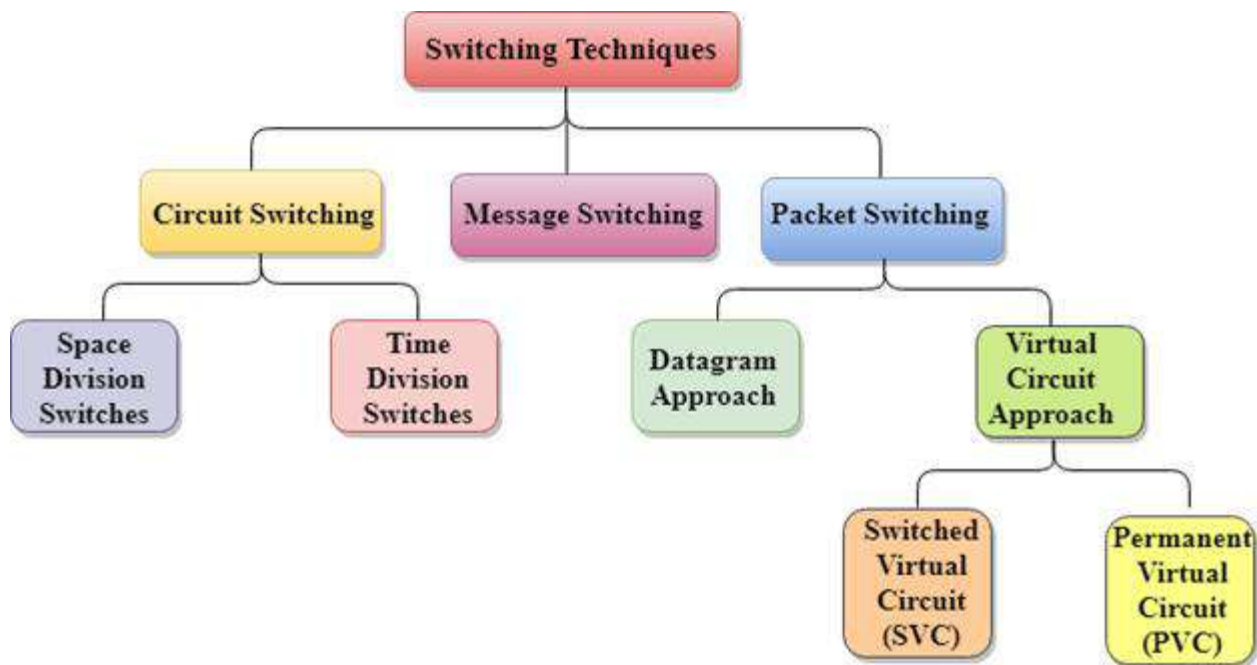 Switching Techniques
Circuit Switching
Message Switching
Packet Switching
Space
Division
Switches
Time
Division
Switches
Datagram
Approach
Virtual
Circuit
Approach
Switched
Virtual
Circuit
(SVC)
Permanent
Virtual
Circuit
(PVC)